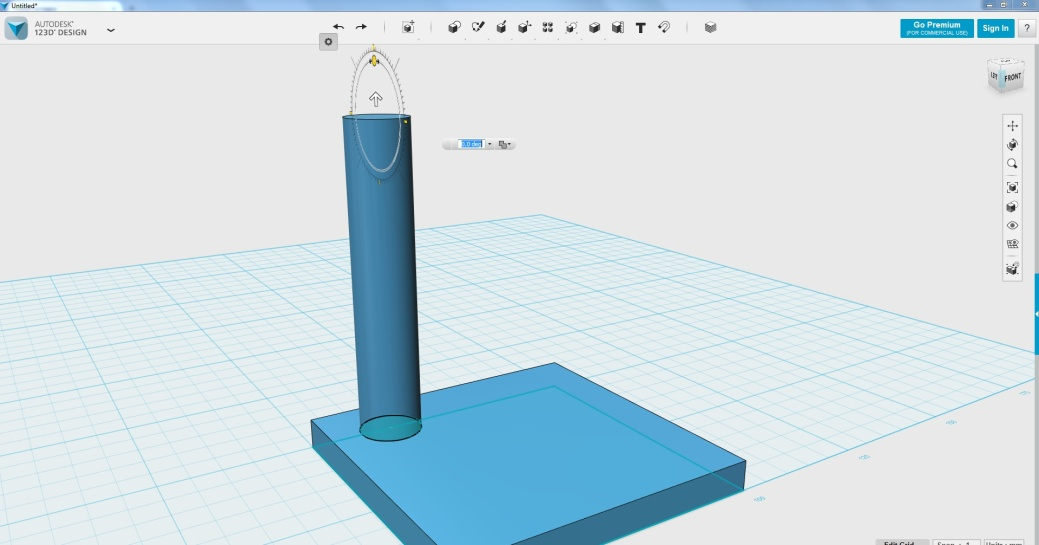 Untitled*
AUTODESK®
123D® DESIGN
Go Premium
(FOR COMMERCIAL USE)
Sign In
?
LEFT FRONT
0.0 deg
Edit Grid
Snap : 1
Units : mm